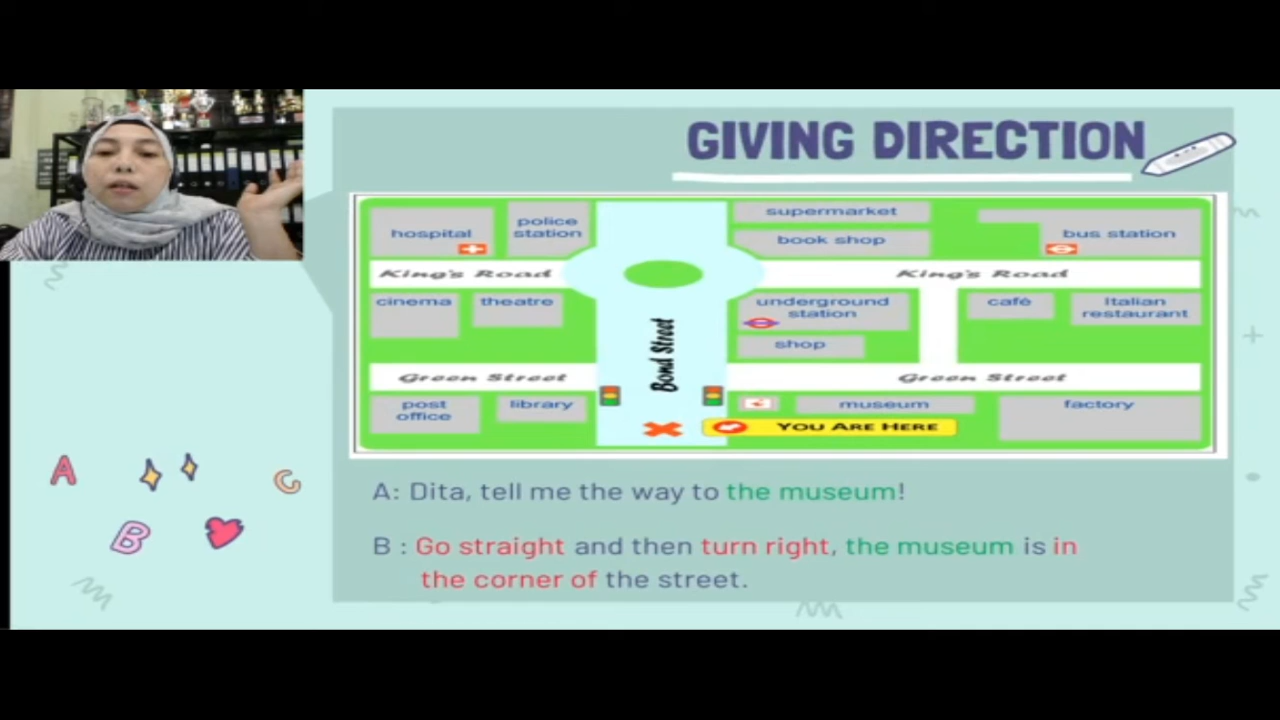 GIVING DIRECTION
hospital
police
station
supermarket
book shop
bus station
King's Road
King's Road
cinema
theatre
underground
station
café
Italian
restaurant
shop
Bond Street
Green Street
Green Street
post
office
library
museum
factory
YOU ARE HERE
A: Dita, tell me the way to the museum!
B : Go straight and then turn right, the museum is in
the corner of the street.
A
B
C